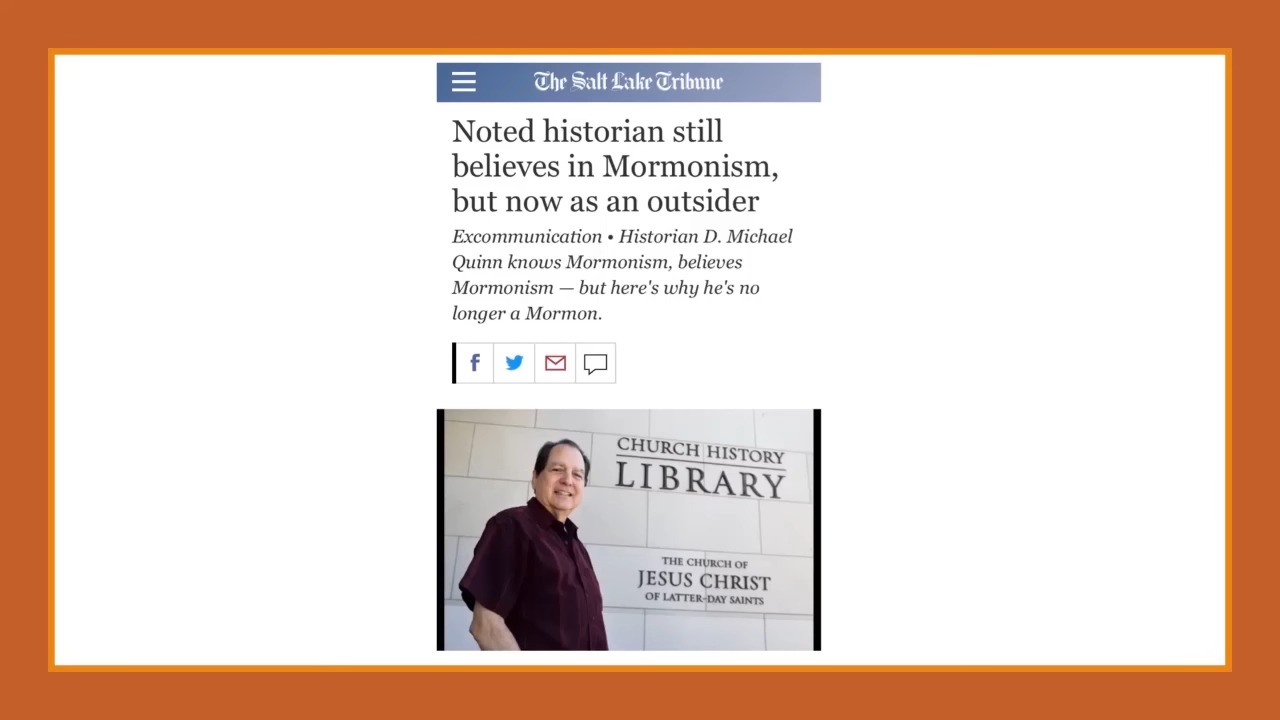 The Salt Lake Tribune
Noted historian still
believes in Mormonism,
but now as an outsider
Excommunication • Historian D. Michael
Quinn knows Mormonism, believes
Mormonism — but here's why he's no
longer a Mormon.
CHURCH HISTORY
LIBRARY
THE CHURCH OF
JESUS CHRIST
OF LATTER-DAY SAINTS